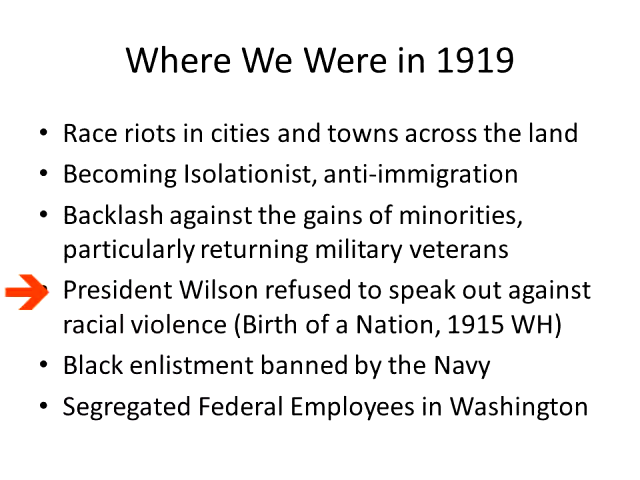 Where We Were in 1919
• Race riots in cities and towns across the land
• Becoming Isolationist, anti-immigration
• Backlash against the gains of minorities,
particularly returning military veterans
• President Wilson refused to speak out against
racial violence (Birth of a Nation, 1915 WH)
• Black enlistment banned by the Navy
• Segregated Federal Employees in Washington